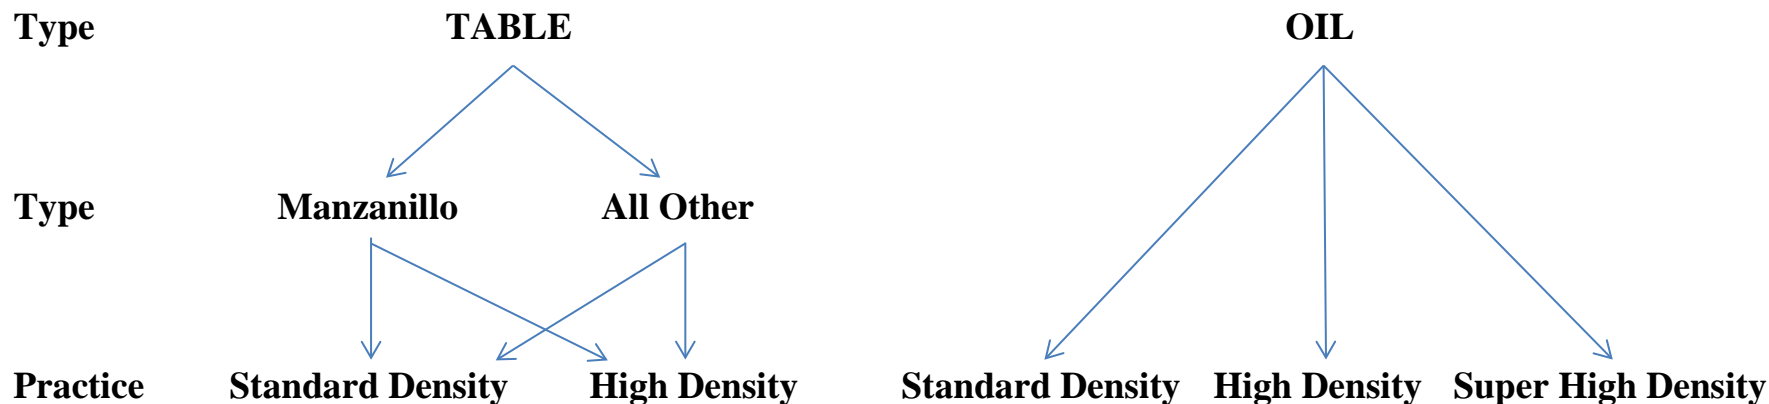 Type TABLE OIL
Type Manzanillo All Other
Practice Standard Density High Density Standard Density High Density Super High Density